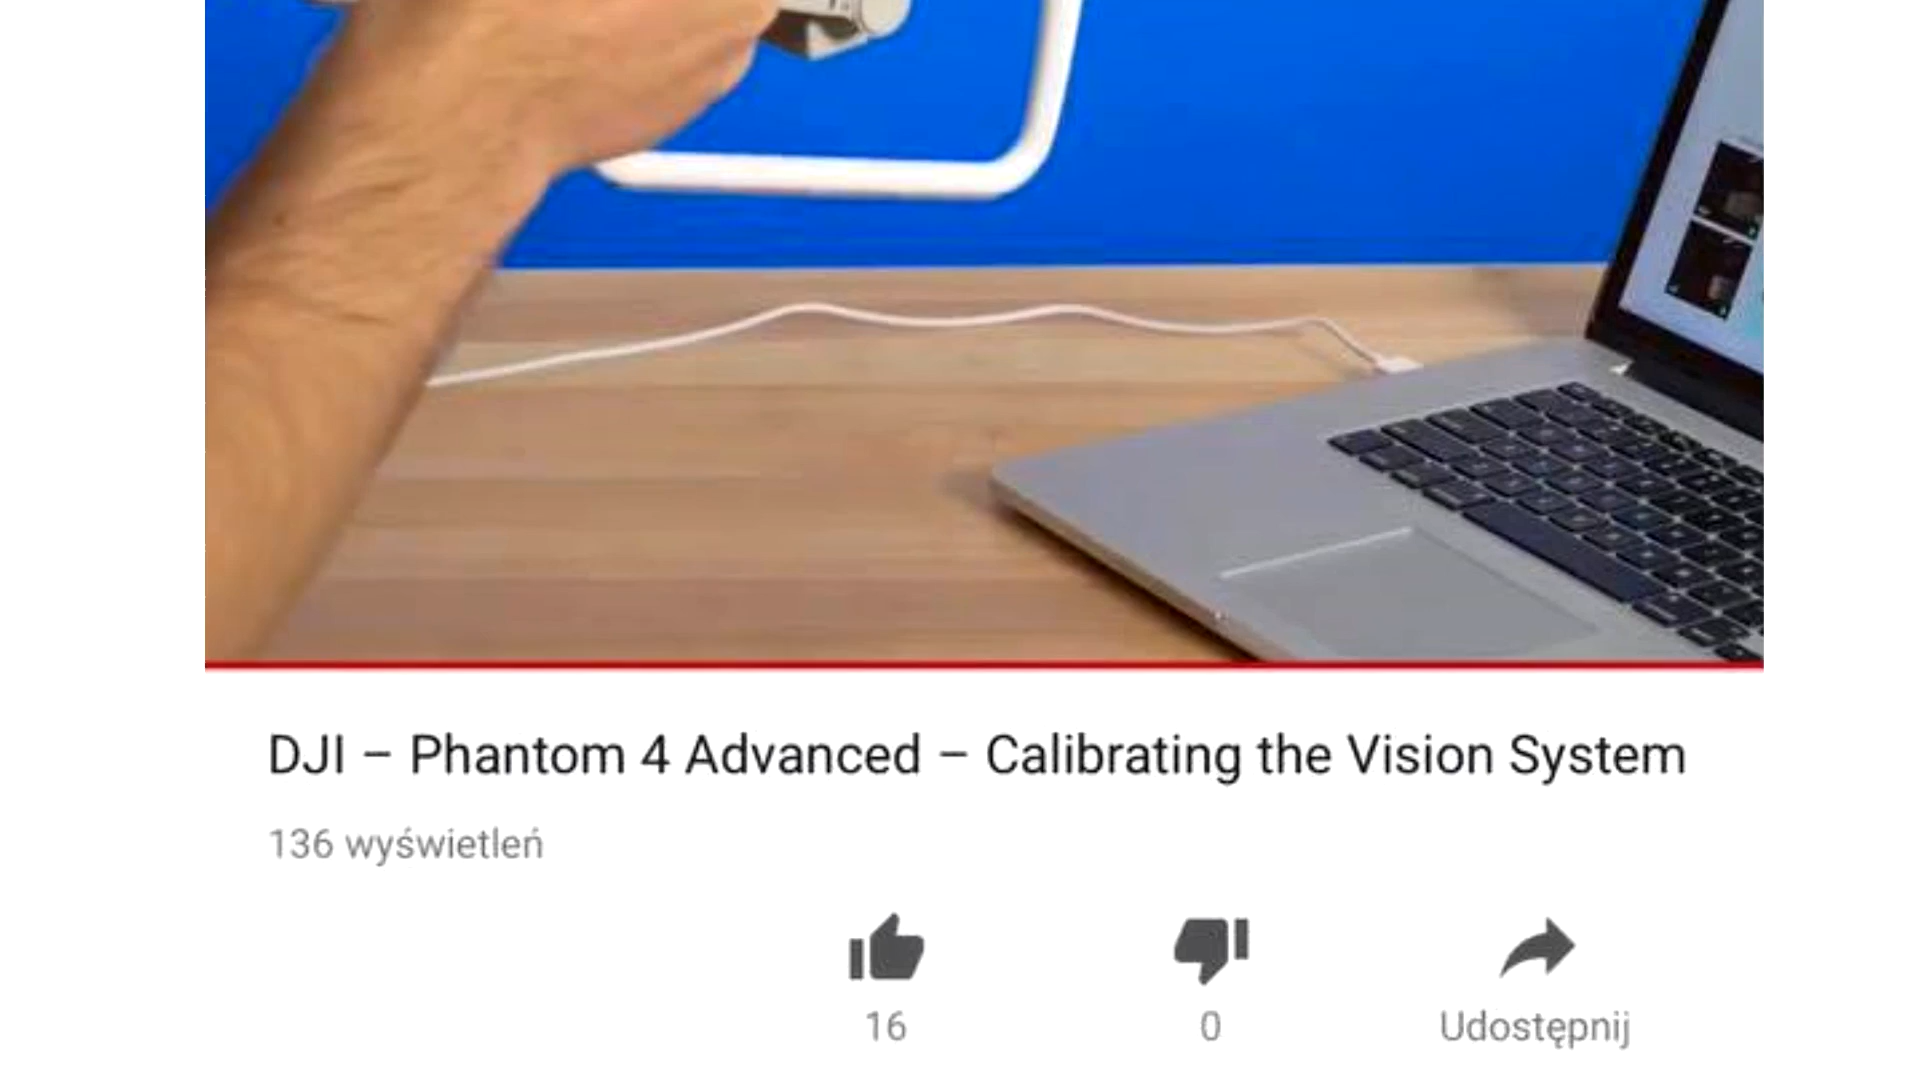 DJI – Phantom 4 Advanced – Calibrating the Vision System
136 wyświetleń
16
0
Udostępnij